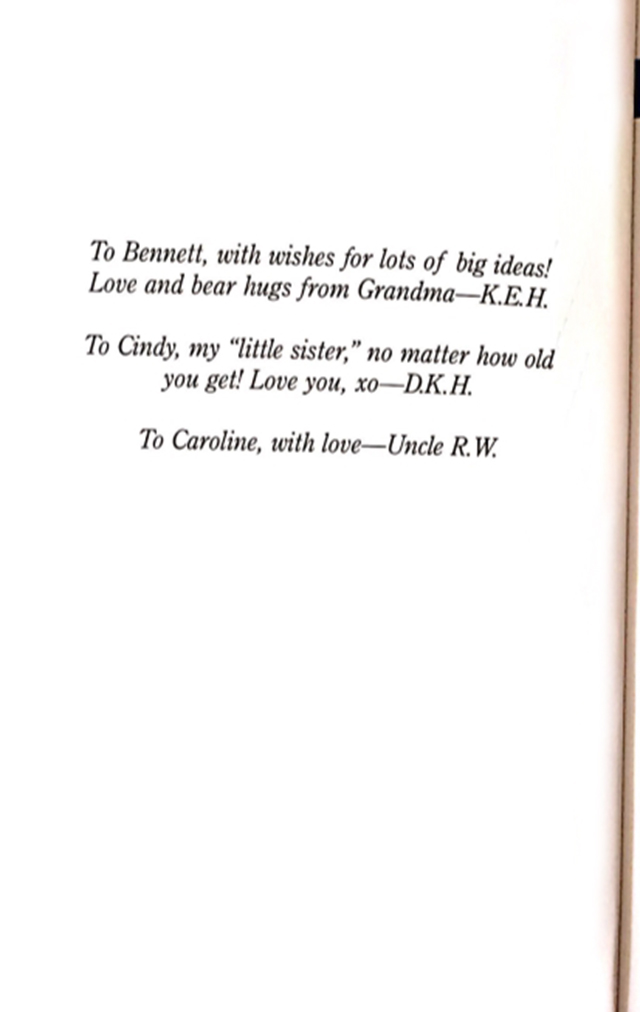 To Bennett, with wishes for lots of big ideas!
Love and bear hugs from Grandma—K.E.H.
To Cindy, my “little sister,” no matter how old
you get! Love you, xo—D.K.H.
To Caroline, with love—Uncle R.W.